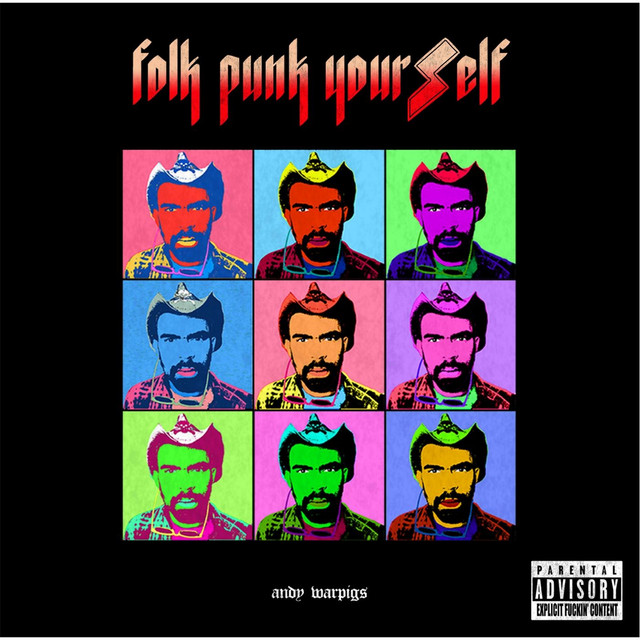 folk punk yourself
andy warpigs
PARENTAL
ADVISORY
EXPLICIT FUCKIN' CONTENT